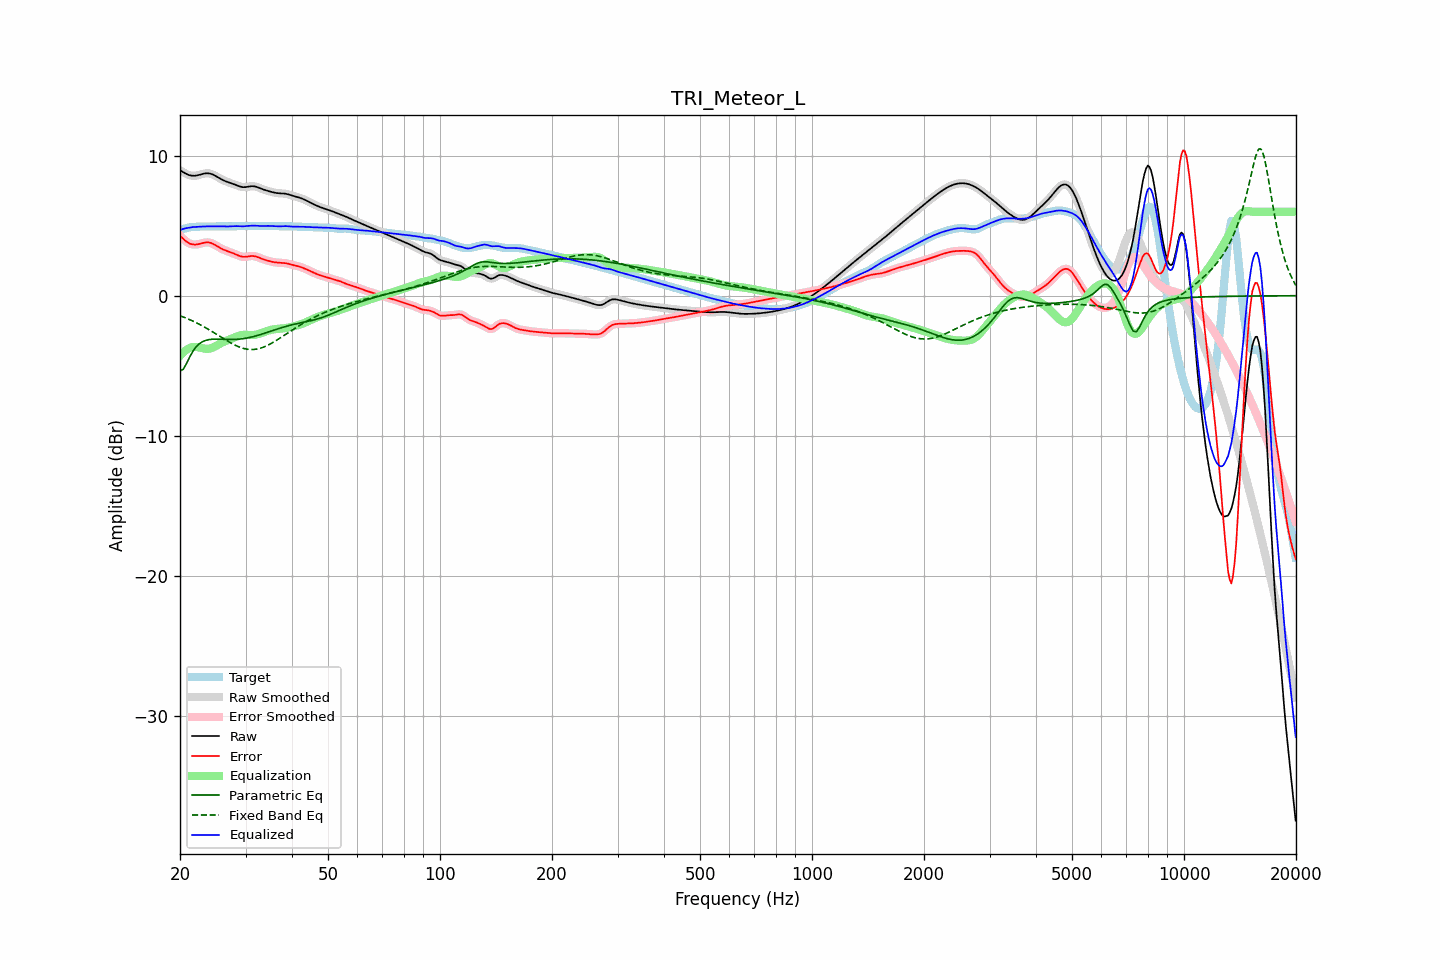 TRI_Meteor_L
Amplitude (dBr)
10
0
−10
−20
−30
Target
Raw Smoothed
Error Smoothed
Raw
Error
Equalization
Parametric Eq
Fixed Band Eq
Equalized
20 50 100 200 500 1000 2000 5000 10000 20000
Frequency (Hz)